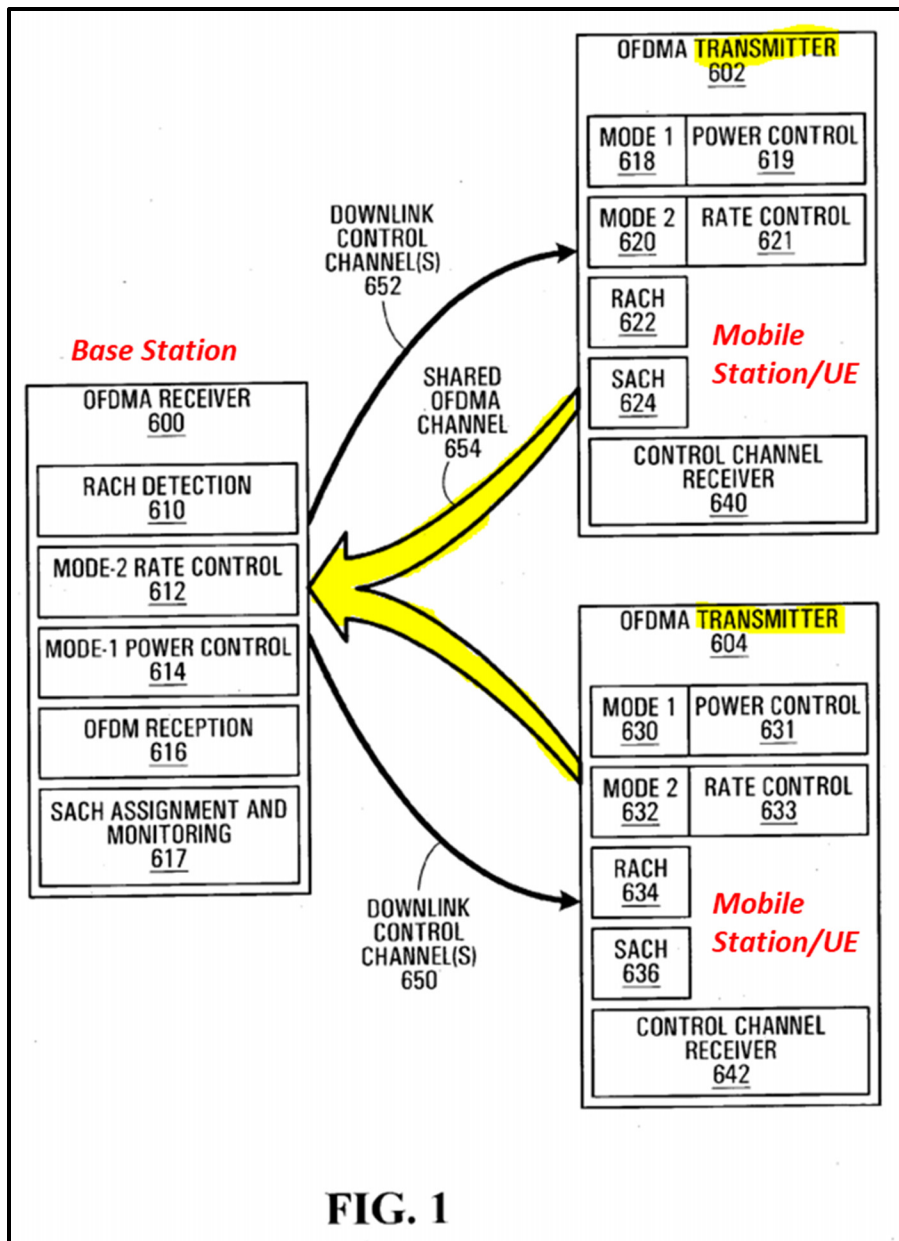 OFDMA TRANSMITTER
602
MODE 1
618
POWER CONTROL
619
MODE 2
620
RATE CONTROL
621
RACH
622
SACH
624
Mobile
Station/UE
CONTROL CHANNEL
RECEIVER
640
DOWNLINK
CONTROL
CHANNEL(S)
652
SHARED
OFDMA
CHANNEL
654
Base Station
OFDMA RECEIVER
600
RACH DETECTION
610
MODE-2 RATE CONTROL
612
MODE-1 POWER CONTROL
614
OFDM RECEPTION
616
SACH ASSIGNMENT AND
MONITORING
617
DOWNLINK
CONTROL
CHANNEL(S)
650
OFDMA TRANSMITTER
604
MODE 1
630
POWER CONTROL
631
MODE 2
632
RATE CONTROL
633
RACH
634
SACH
636
Mobile
Station/UE
CONTROL CHANNEL
RECEIVER
642
FIG. 1